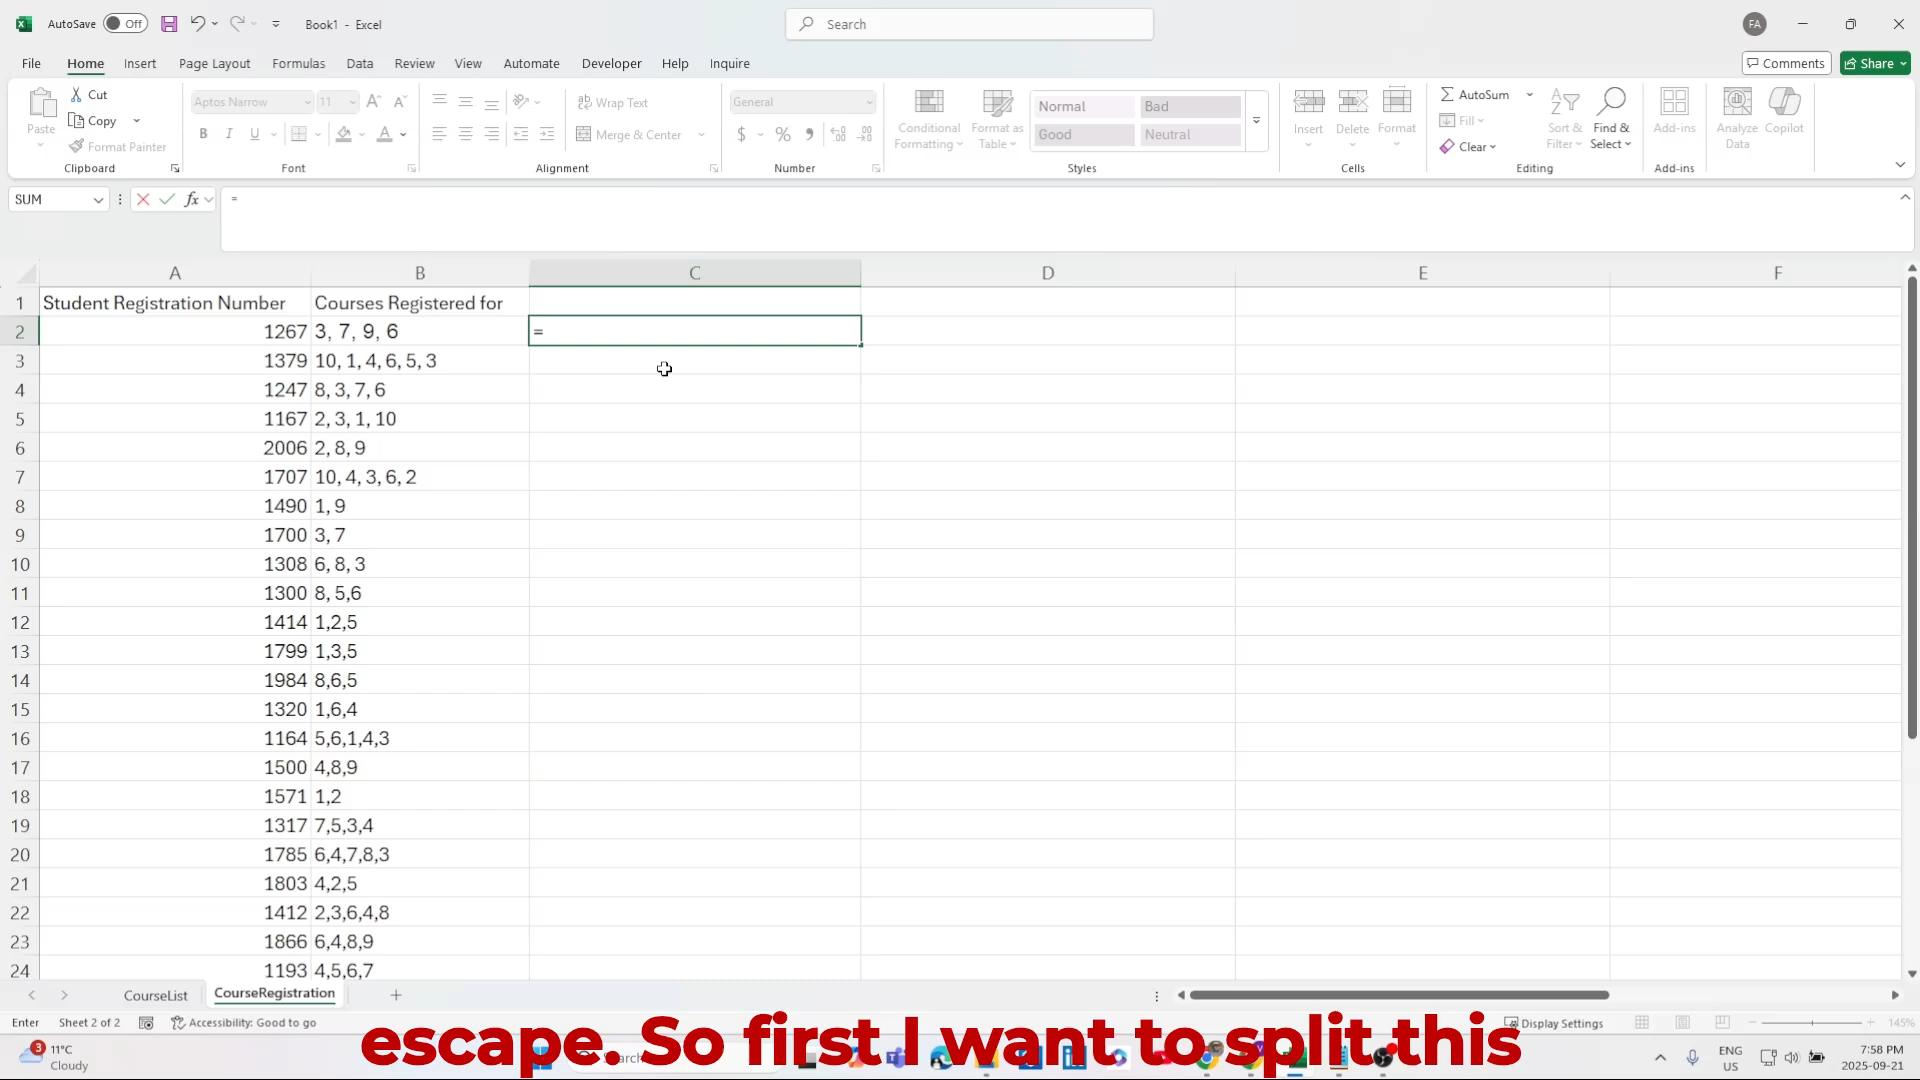 AutoSave Off Book1 - Excel Search FA
File Home Insert Page Layout Formulas Data Review View Automate Developer Help Inquire Comments Share
Paste Cut Copy Format Painter Clipboard
Aptos Narrow 11 B I U Font
Wrap Text Merge & Center Alignment
General $ % Number
Conditional Formatting Format as Table Normal Bad Good Neutral Styles
Insert Delete Format Cells
AutoSum Fill Clear Sort & Filter Find & Select Editing
Add-ins Add-ins
Analyze Data Copilot
SUM fx =
A B C D E F
1 Student Registration Number Courses Registered for
2 1267 3, 7, 9, 6 =
3 1379 10, 1, 4, 6, 5, 3
4 1247 8, 3, 7, 6
5 1167 2, 3, 1, 10
6 2006 2, 8, 9
7 1707 10, 4, 3, 6, 2
8 1490 1, 9
9 1700 3, 7
10 1308 6, 8, 3
11 1300 8, 5,6
12 1414 1,2,5
13 1799 1,3,5
14 1984 8,6,5
15 1320 1,6,4
16 1164 5,6,1,4,3
17 1500 4,8,9
18 1571 1,2
19 1317 7,5,3,4
20 1785 6,4,7,8,3
21 1803 4,2,5
22 1412 2,3,6,4,8
23 1866 6,4,8,9
24 1193 4,5,6,7
CourseList CourseRegistration
Enter Sheet 2 of 2 Accessibility: Good to go Display Settings 145%
escape. So first I want to split this
3 11°C Cloudy ENG US 7:58 PM 2025-09-21